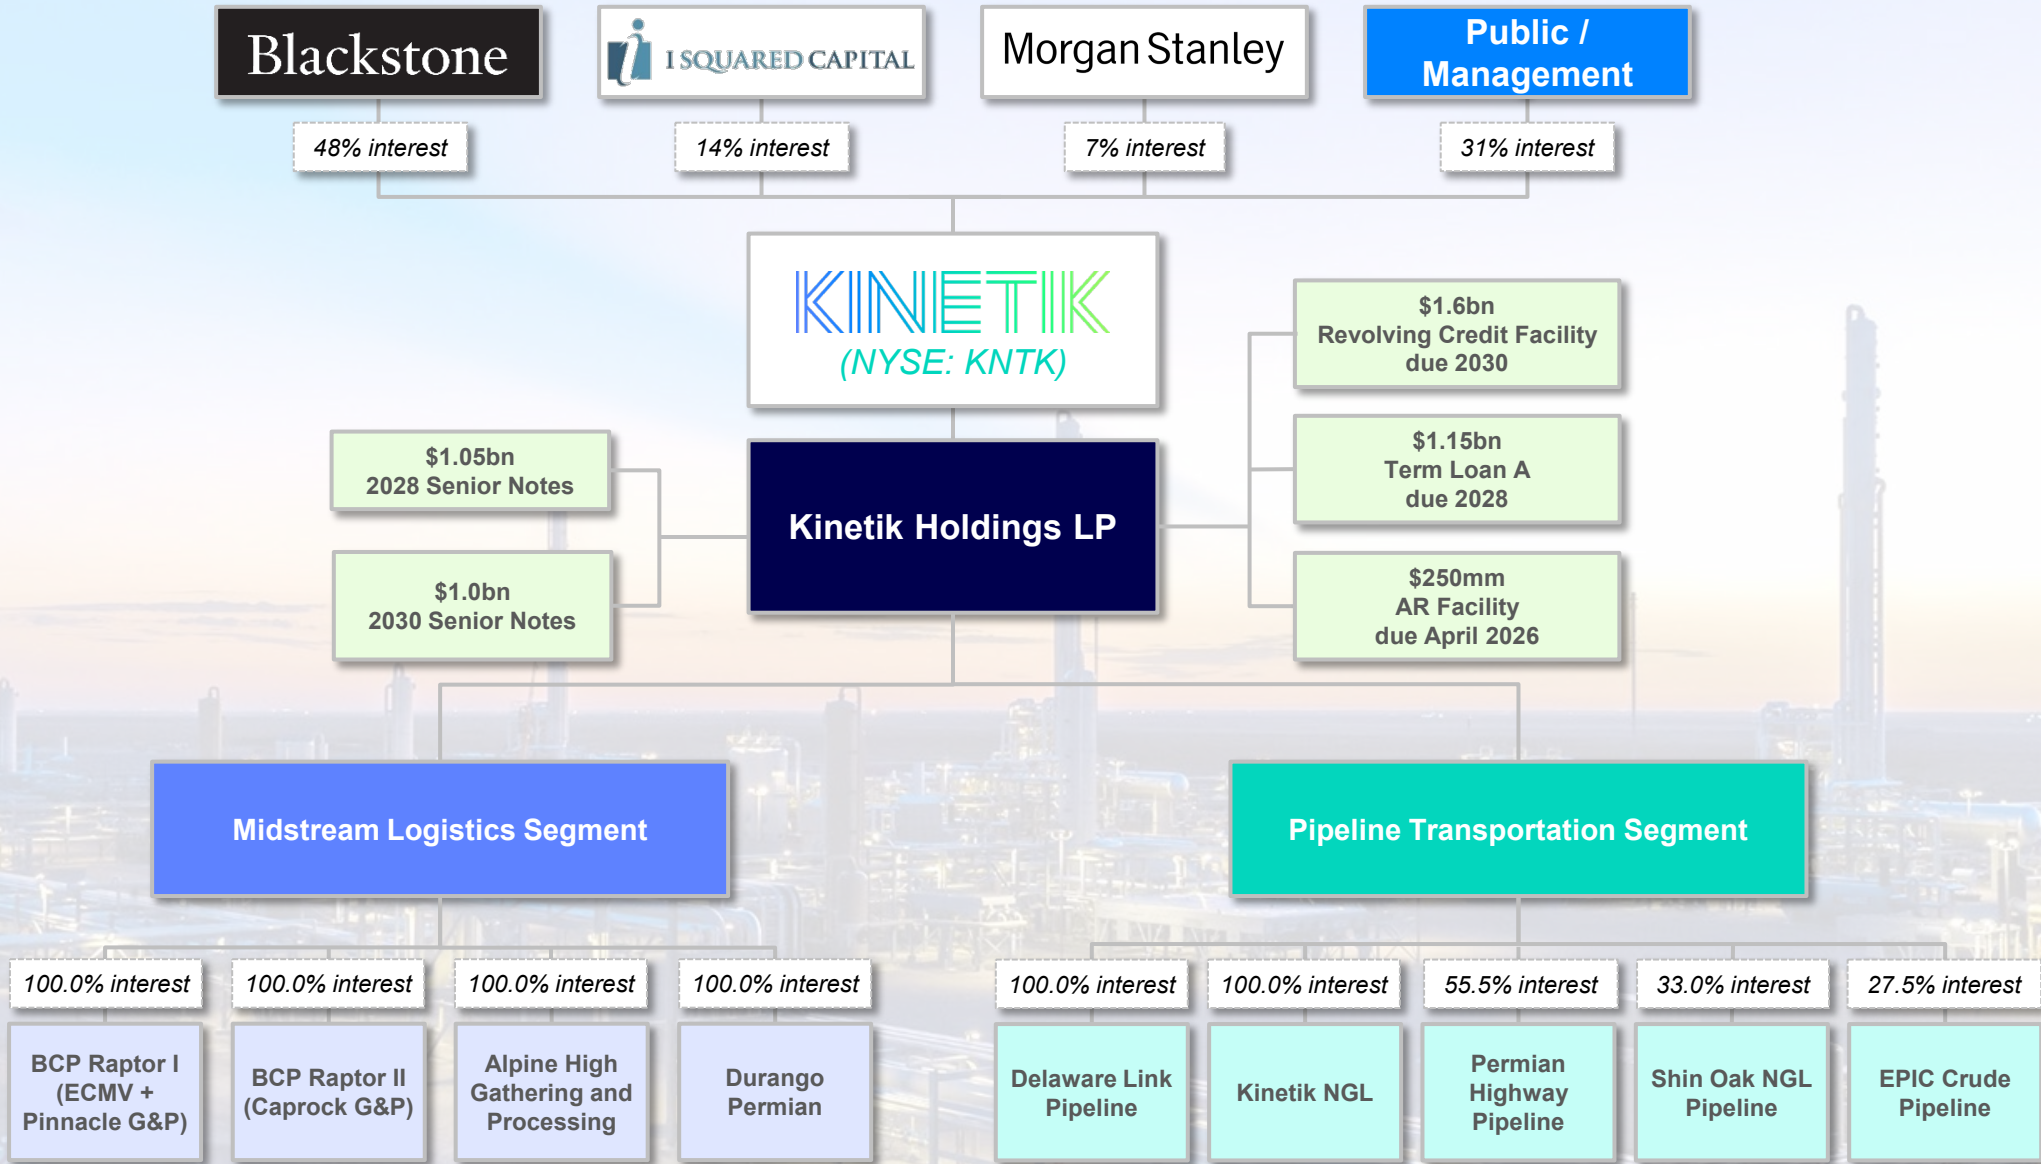 Blackstone
I SQUARED CAPITAL
Morgan Stanley
Public /
Management
48% interest
14% interest
7% interest
31% interest
KINETIK
(NYSE: KNTK)
$1.6bn
Revolving Credit Facility
due 2030
$1.05bn
2028 Senior Notes
$1.15bn
Term Loan A
due 2028
Kinetik Holdings LP
$1.0bn
2030 Senior Notes
$250mm
AR Facility
due April 2026
Midstream Logistics Segment
Pipeline Transportation Segment
100.0% interest
100.0% interest
100.0% interest
100.0% interest
100.0% interest
100.0% interest
55.5% interest
33.0% interest
27.5% interest
BCP Raptor I
(ECMV +
Pinnacle G&P)
BCP Raptor II
(Caprock G&P)
Alpine High
Gathering and
Processing
Durango
Permian
Delaware Link
Pipeline
Kinetik NGL
Permian
Highway
Pipeline
Shin Oak NGL
Pipeline
EPIC Crude
Pipeline